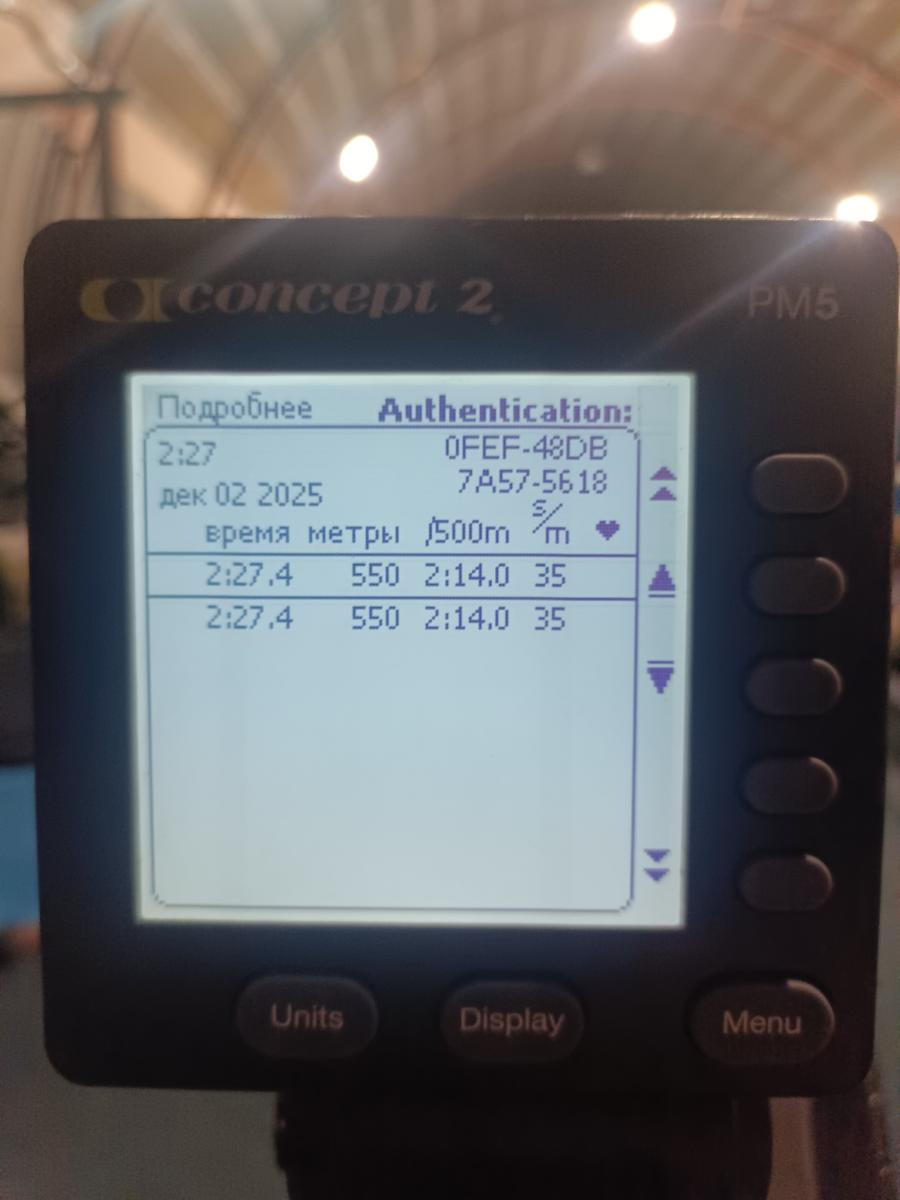 concept 2
PM5
Подробнее Authentication:
2:27 0FEF-48DB
7A57-5618
дек 02 2025
время метры /500m s/m ♥
2:27.4 550 2:14.0 35
2:27.4 550 2:14.0 35
Units Display Menu